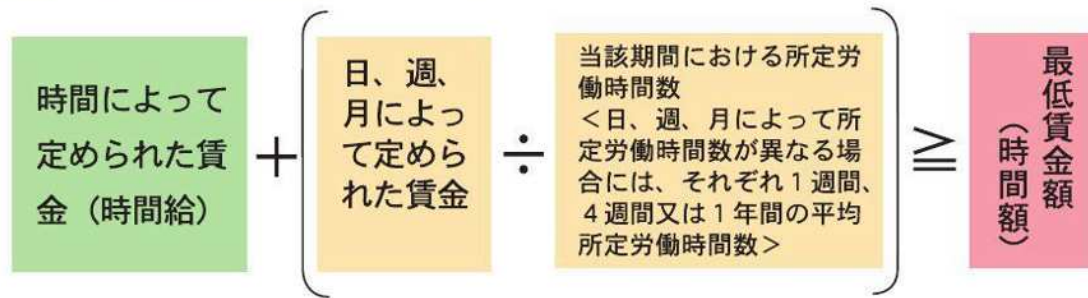 時間によって
定められた賃
金（時間給）
＋
日、週、
月によっ
て定めら
れた賃金
÷
当該期間における所定労
働時間数
＜日、週、月によって所
定労働時間数が異なる場
合には、それぞれ１週間、
４週間又は１年間の平均
所定労働時間数＞
≧
最低賃金額
（時間額）